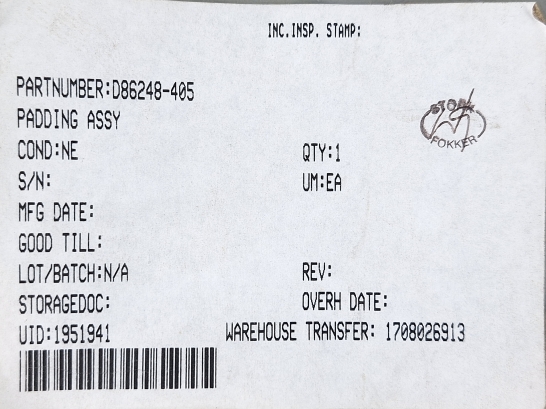 INC.INSP. STAMP:
PARTNUMBER:D86248-405
PADDING ASSY
STORK
FOKKER
COND:NE QTY:1
S/N: UM:EA
MFG DATE:
GOOD TILL:
LOT/BATCH:N/A REV:
STORAGEDOC: OVERH DATE:
UID:1951941 WAREHOUSE TRANSFER: 1708026913